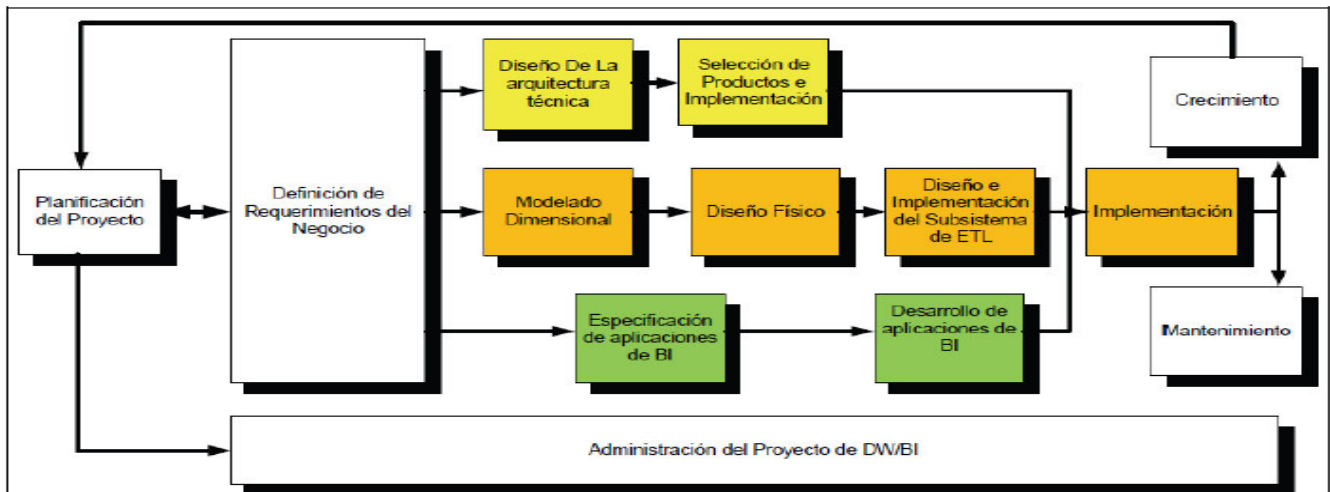 Diseño De La
arquitectura
técnica
Selección de
Productos e
Implementación
Crecimiento
Planificación
del Proyecto
Definición de
Requerimientos del
Negocio
Modelado
Dimensional
Diseño Físico
Diseño e
Implementación
del Subsistema
de ETL
Implementación
Especificación
de aplicaciones
de BI
Desarrollo de
aplicaciones de
BI
Mantenimiento
Administración del Proyecto de DW/BI